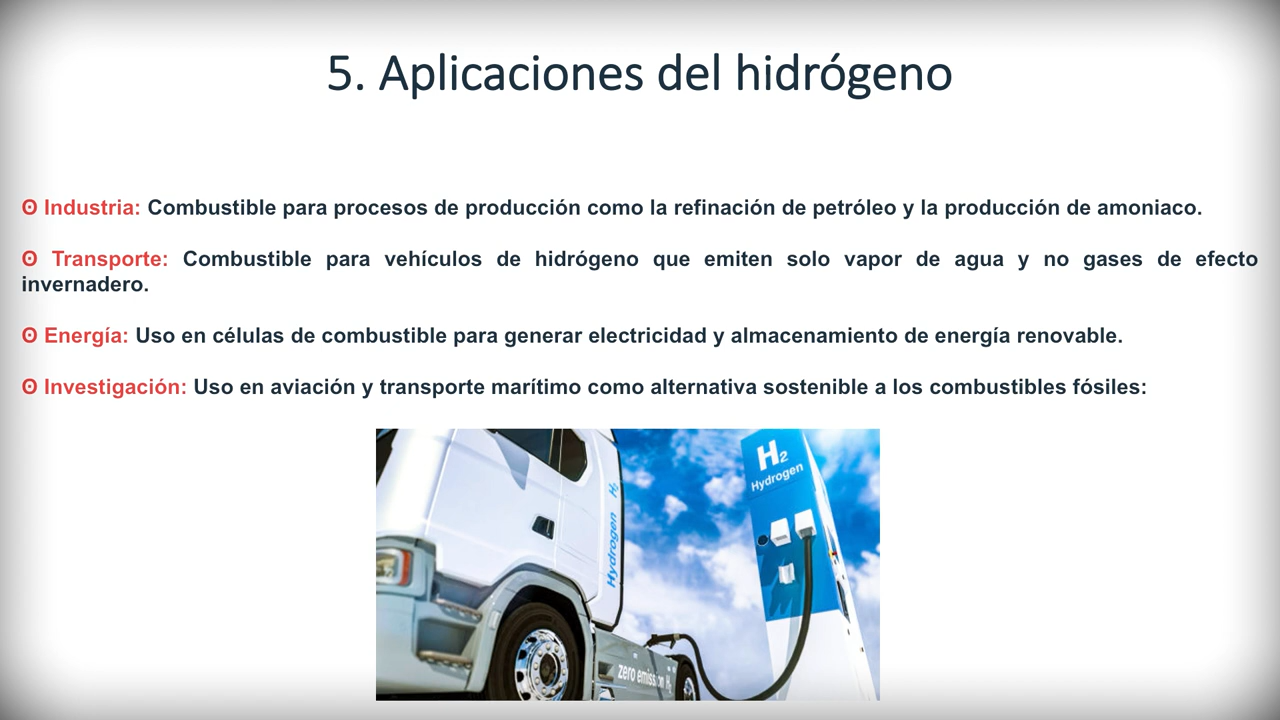 5. Aplicaciones del hidrógeno
ʘ Industria: Combustible para procesos de producción como la refinación de petróleo y la producción de amoniaco.
ʘ Transporte: Combustible para vehículos de hidrógeno que emiten solo vapor de agua y no gases de efecto
invernadero.
ʘ Energía: Uso en células de combustible para generar electricidad y almacenamiento de energía renovable.
ʘ Investigación: Uso en aviación y transporte marítimo como alternativa sostenible a los combustibles fósiles:
H2
Hydrogen
Hydrogen H2
zero emission H2